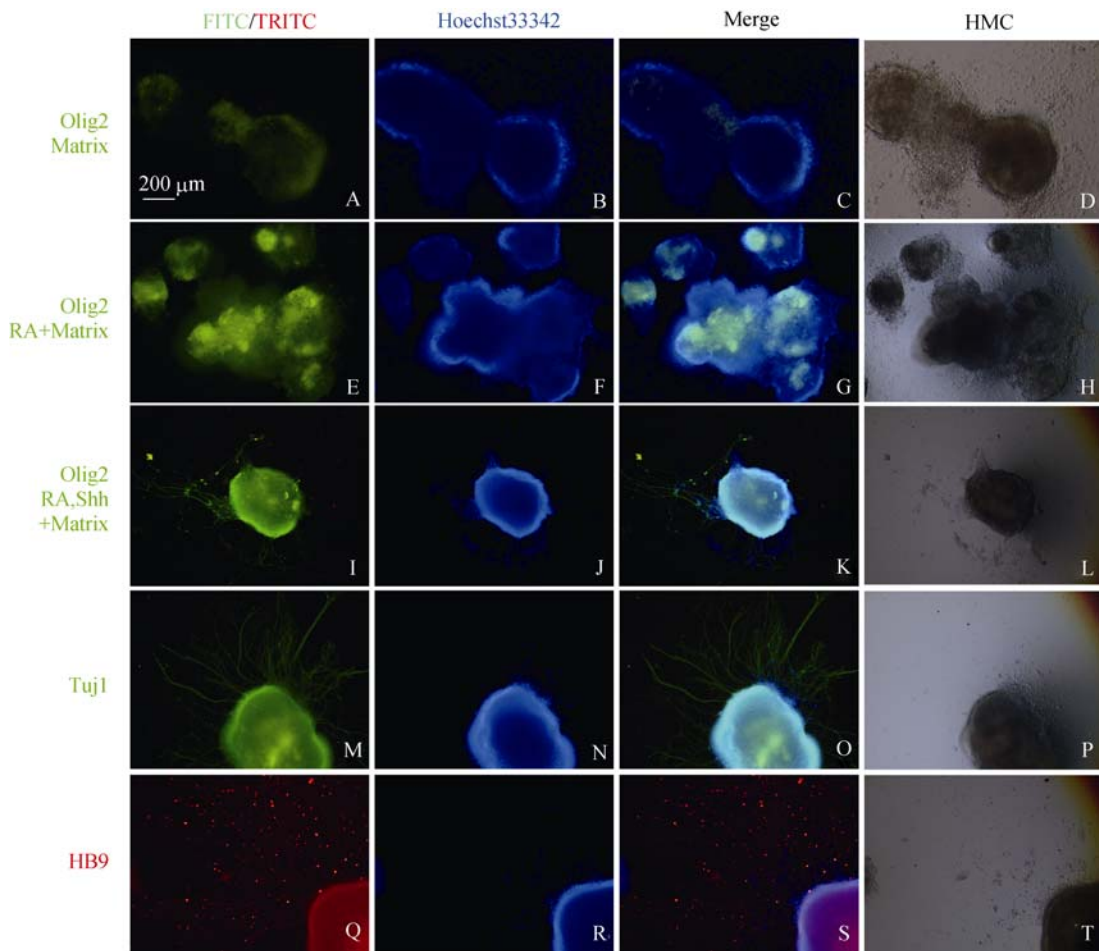 FITC/TRITC Hoechst33342 Merge HMC
Olig2
Matrix
200 μm
A B C D
Olig2
RA+Matrix
E F G H
Olig2
RA,Shh
+Matrix
I J K L
Tuj1
M N O P
HB9
Q R S T